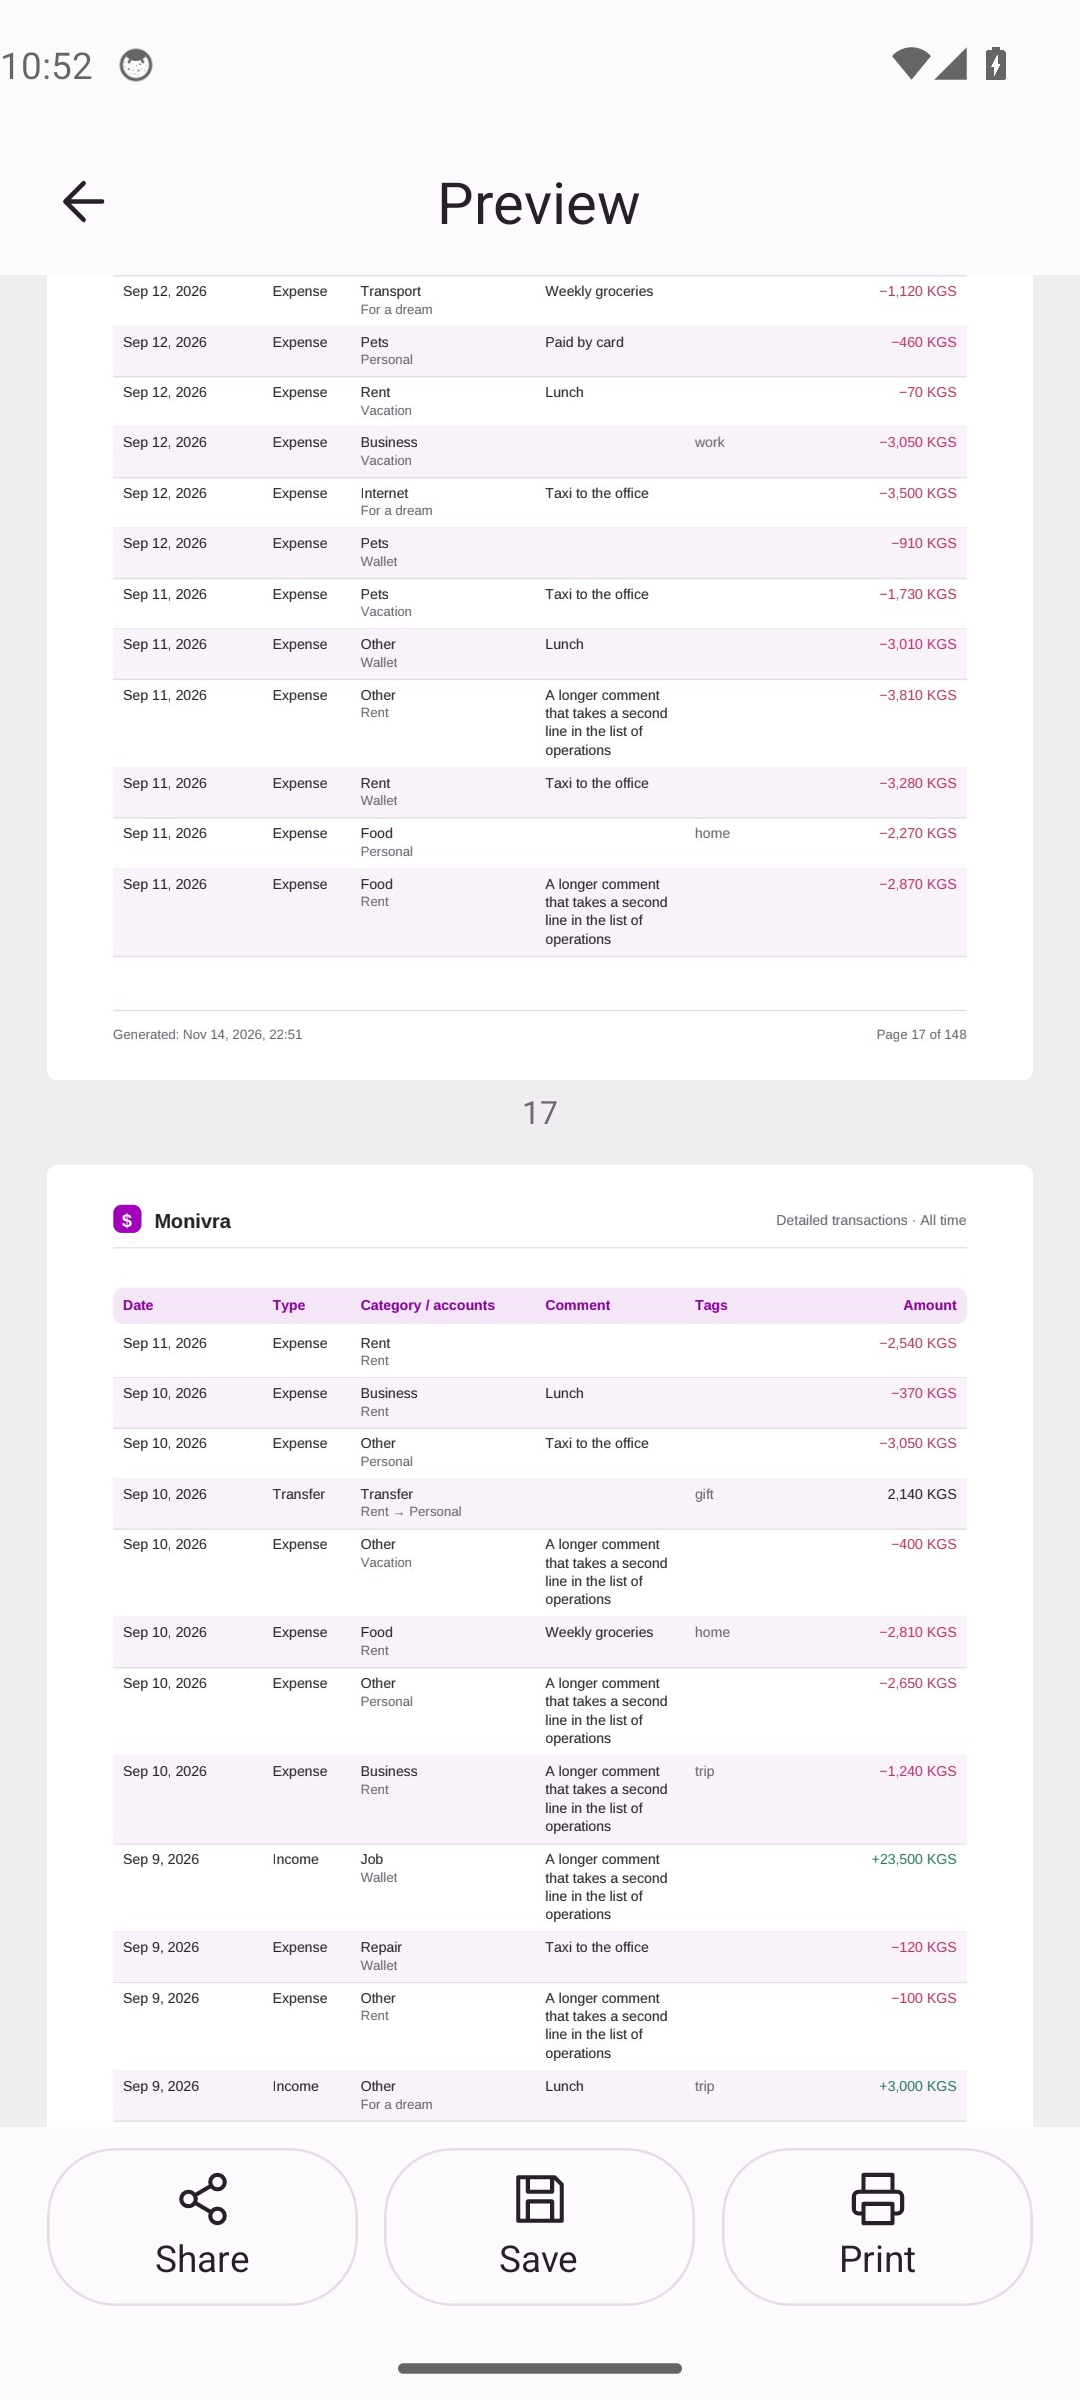 10:52
Preview
Sep 12, 2026 Expense Transport Weekly groceries −1,120 KGS
For a dream
Sep 12, 2026 Expense Pets Paid by card −460 KGS
Personal
Sep 12, 2026 Expense Rent Lunch −70 KGS
Vacation
Sep 12, 2026 Expense Business work −3,050 KGS
Vacation
Sep 12, 2026 Expense Internet Taxi to the office −3,500 KGS
For a dream
Sep 12, 2026 Expense Pets −910 KGS
Wallet
Sep 11, 2026 Expense Pets Taxi to the office −1,730 KGS
Vacation
Sep 11, 2026 Expense Other Lunch −3,010 KGS
Wallet
Sep 11, 2026 Expense Other A longer comment −3,810 KGS
Rent that takes a second
line in the list of
operations
Sep 11, 2026 Expense Rent Taxi to the office −3,280 KGS
Wallet
Sep 11, 2026 Expense Food home −2,270 KGS
Personal
Sep 11, 2026 Expense Food A longer comment −2,870 KGS
Rent that takes a second
line in the list of
operations
Generated: Nov 14, 2026, 22:51 Page 17 of 148
17
$ Monivra Detailed transactions · All time
Date Type Category / accounts Comment Tags Amount
Sep 11, 2026 Expense Rent −2,540 KGS
Rent
Sep 10, 2026 Expense Business Lunch −370 KGS
Rent
Sep 10, 2026 Expense Other Taxi to the office −3,050 KGS
Personal
Sep 10, 2026 Transfer Transfer gift 2,140 KGS
Rent → Personal
Sep 10, 2026 Expense Other A longer comment −400 KGS
Vacation that takes a second
line in the list of
operations
Sep 10, 2026 Expense Food Weekly groceries home −2,810 KGS
Rent
Sep 10, 2026 Expense Other A longer comment −2,650 KGS
Personal that takes a second
line in the list of
operations
Sep 10, 2026 Expense Business A longer comment trip −1,240 KGS
Rent that takes a second
line in the list of
operations
Sep 9, 2026 Income Job A longer comment +23,500 KGS
Wallet that takes a second
line in the list of
operations
Sep 9, 2026 Expense Repair Taxi to the office −120 KGS
Wallet
Sep 9, 2026 Expense Other A longer comment −100 KGS
Rent that takes a second
line in the list of
operations
Sep 9, 2026 Income Other Lunch trip +3,000 KGS
For a dream
Share Save Print